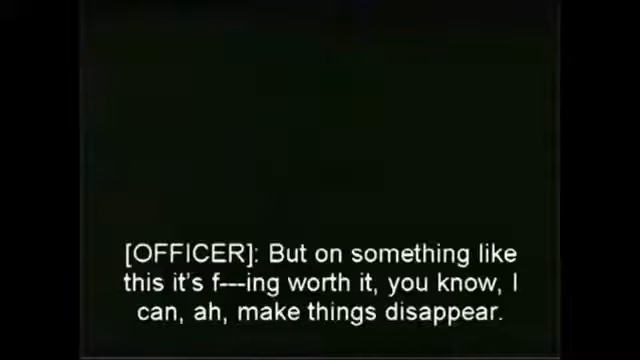 [OFFICER]: But on something like
this it's f---ing worth it, you know, I
can, ah, make things disappear.